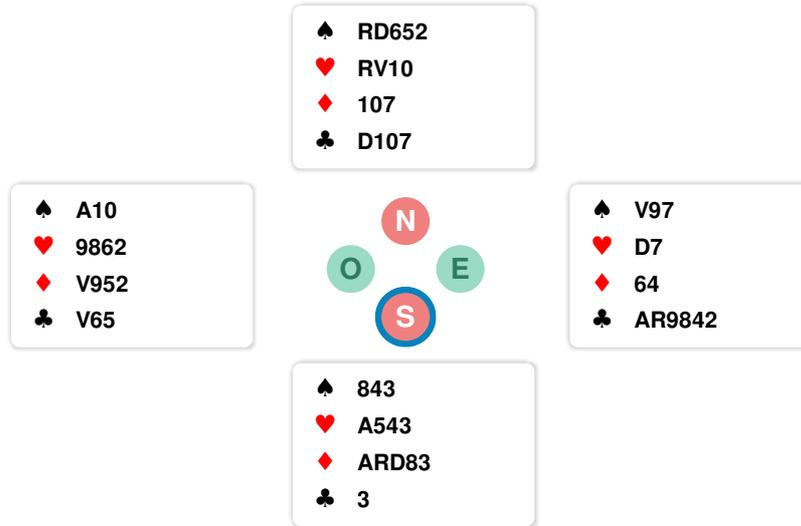 ♠ RD652
♥ RV10
♦ 107
♣ D107
♠ A10
♥ 9862
♦ V952
♣ V65
N
O E
S
♠ V97
♥ D7
♦ 64
♣ AR9842
♠ 843
♥ A543
♦ ARD83
♣ 3